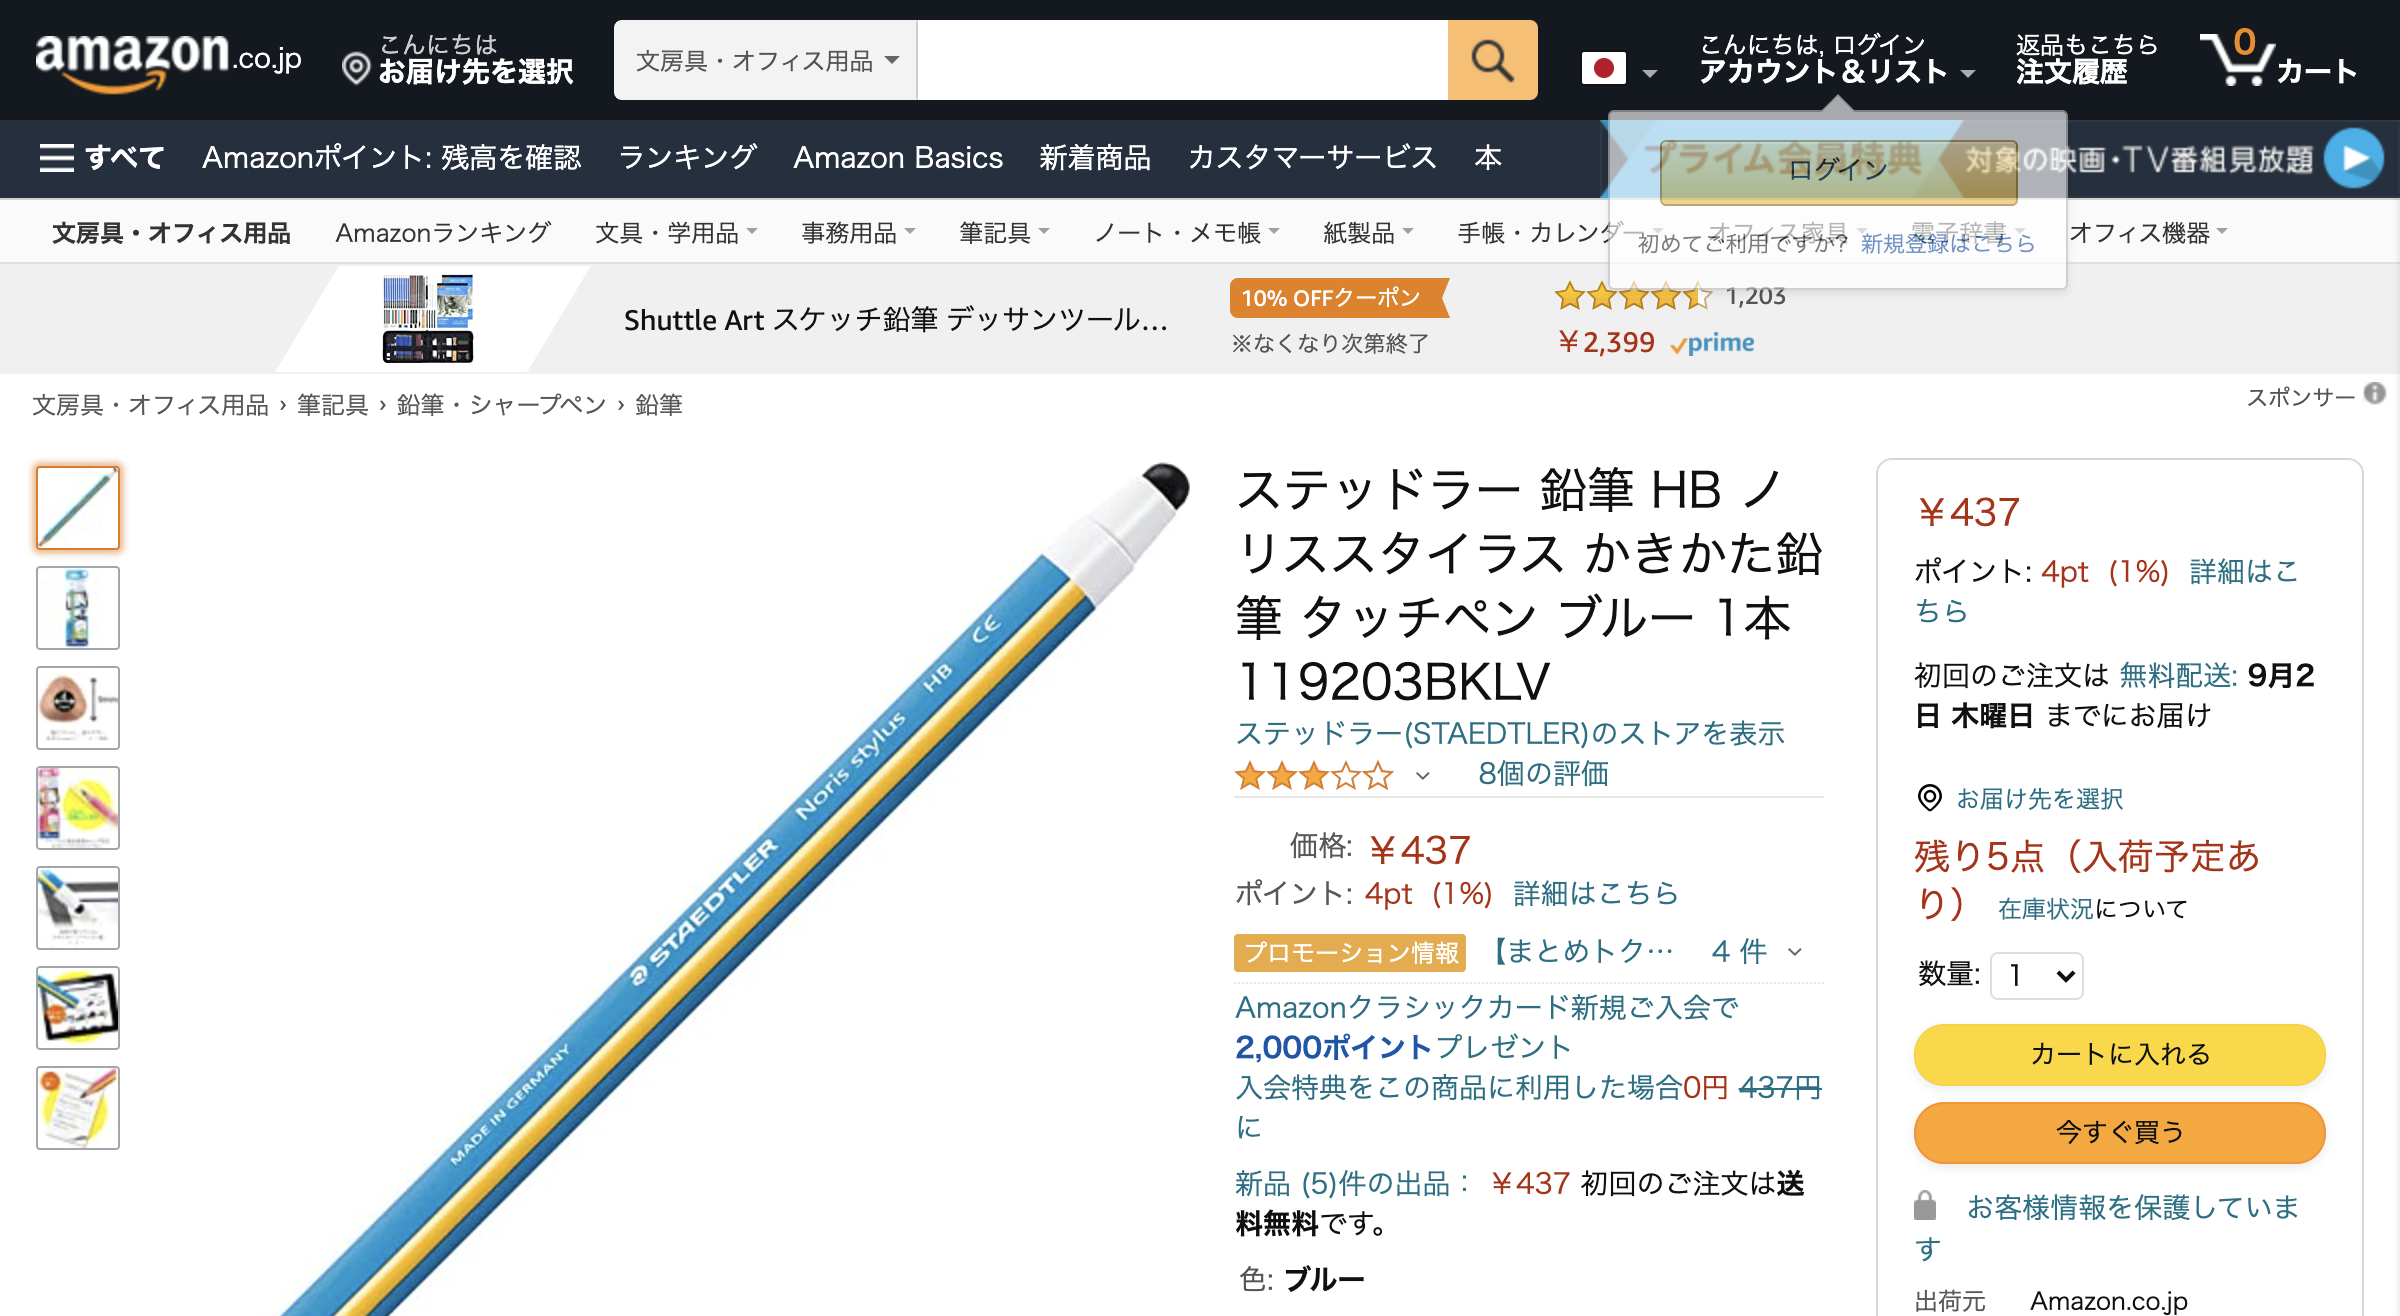 amazon.co.jp
こんにちは
お届け先を選択
文房具・オフィス用品
こんにちは, ログイン
アカウント＆リスト
返品もこちら
注文履歴
0
カート
すべて
Amazonポイント: 残高を確認
ランキング
Amazon Basics
新着商品
カスタマーサービス
本
プライム会員特典
対象の映画・TV番組見放題
ログイン
初めてご利用ですか? 新規登録はこちら
文房具・オフィス用品
Amazonランキング
文具・学用品
事務用品
筆記具
ノート・メモ帳
紙製品
手帳・カレンダー
オフィス家具
電子辞書
オフィス機器
Shuttle Art スケッチ鉛筆 デッサンツール...
10% OFFクーポン
※なくなり次第終了
1,203
￥2,399 prime
スポンサー
文房具・オフィス用品 › 筆記具 › 鉛筆・シャープペン › 鉛筆
STAEDTLER Noris stylus HB CE
MADE IN GERMANY
ステッドラー 鉛筆 HB ノ
リススタイラス かきかた鉛
筆 タッチペン ブルー 1本
119203BKLV
ステッドラー(STAEDTLER)のストアを表示
8個の評価
価格: ￥437
ポイント: 4pt (1%) 詳細はこちら
プロモーション情報 【まとめトク… 4 件
Amazonクラシックカード新規ご入会で
2,000ポイントプレゼント
入会特典をこの商品に利用した場合0円 437円
に
新品 (5)件の出品： ￥437 初回のご注文は送
料無料です。
色: ブルー
￥437
ポイント: 4pt (1%) 詳細はこ
ちら
初回のご注文は 無料配送: 9月2
日 木曜日 までにお届け
お届け先を選択
残り5点（入荷予定あ
り） 在庫状況について
数量: 1
カートに入れる
今すぐ買う
お客様情報を保護していま
す
出荷元 Amazon.co.jp